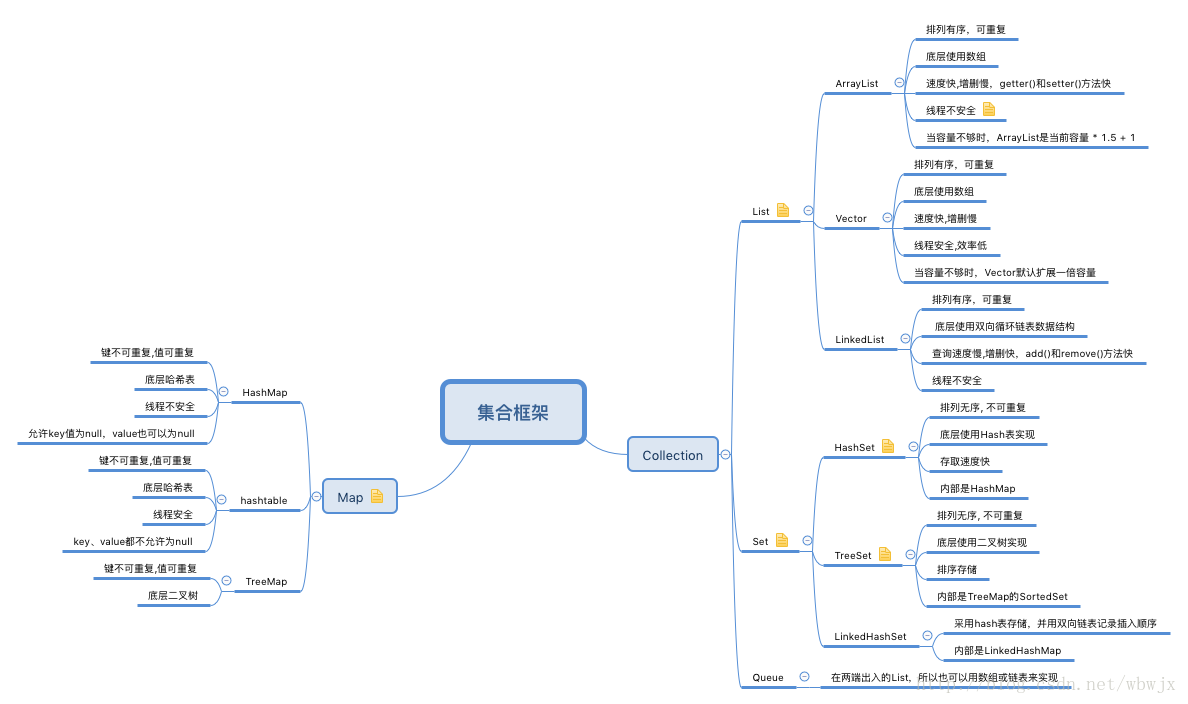 集合框架
Collection
List
ArrayList
排列有序，可重复
底层使用数组
速度快,增删慢，getter()和setter()方法快
线程不安全
当容量不够时，ArrayList是当前容量 * 1.5 + 1
Vector
排列有序，可重复
底层使用数组
速度快,增删慢
线程安全,效率低
当容量不够时，Vector默认扩展一倍容量
LinkedList
排列有序，可重复
底层使用双向循环链表数据结构
查询速度慢,增删快，add()和remove()方法快
线程不安全
Set
HashSet
排列无序, 不可重复
底层使用Hash表实现
存取速度快
内部是HashMap
TreeSet
排列无序, 不可重复
底层使用二叉树实现
排序存储
内部是TreeMap的SortedSet
LinkedHashSet
采用hash表存储，并用双向链表记录插入顺序
内部是LinkedHashMap
Queue
在两端出入的List，所以也可以用数组或链表来实现
Map
HashMap
键不可重复,值可重复
底层哈希表
线程不安全
允许key值为null，value也可以为null
hashtable
键不可重复,值可重复
底层哈希表
线程安全
key、value都不允许为null
TreeMap
键不可重复,值可重复
底层二叉树
http://blog.csdn.net/wbwjx